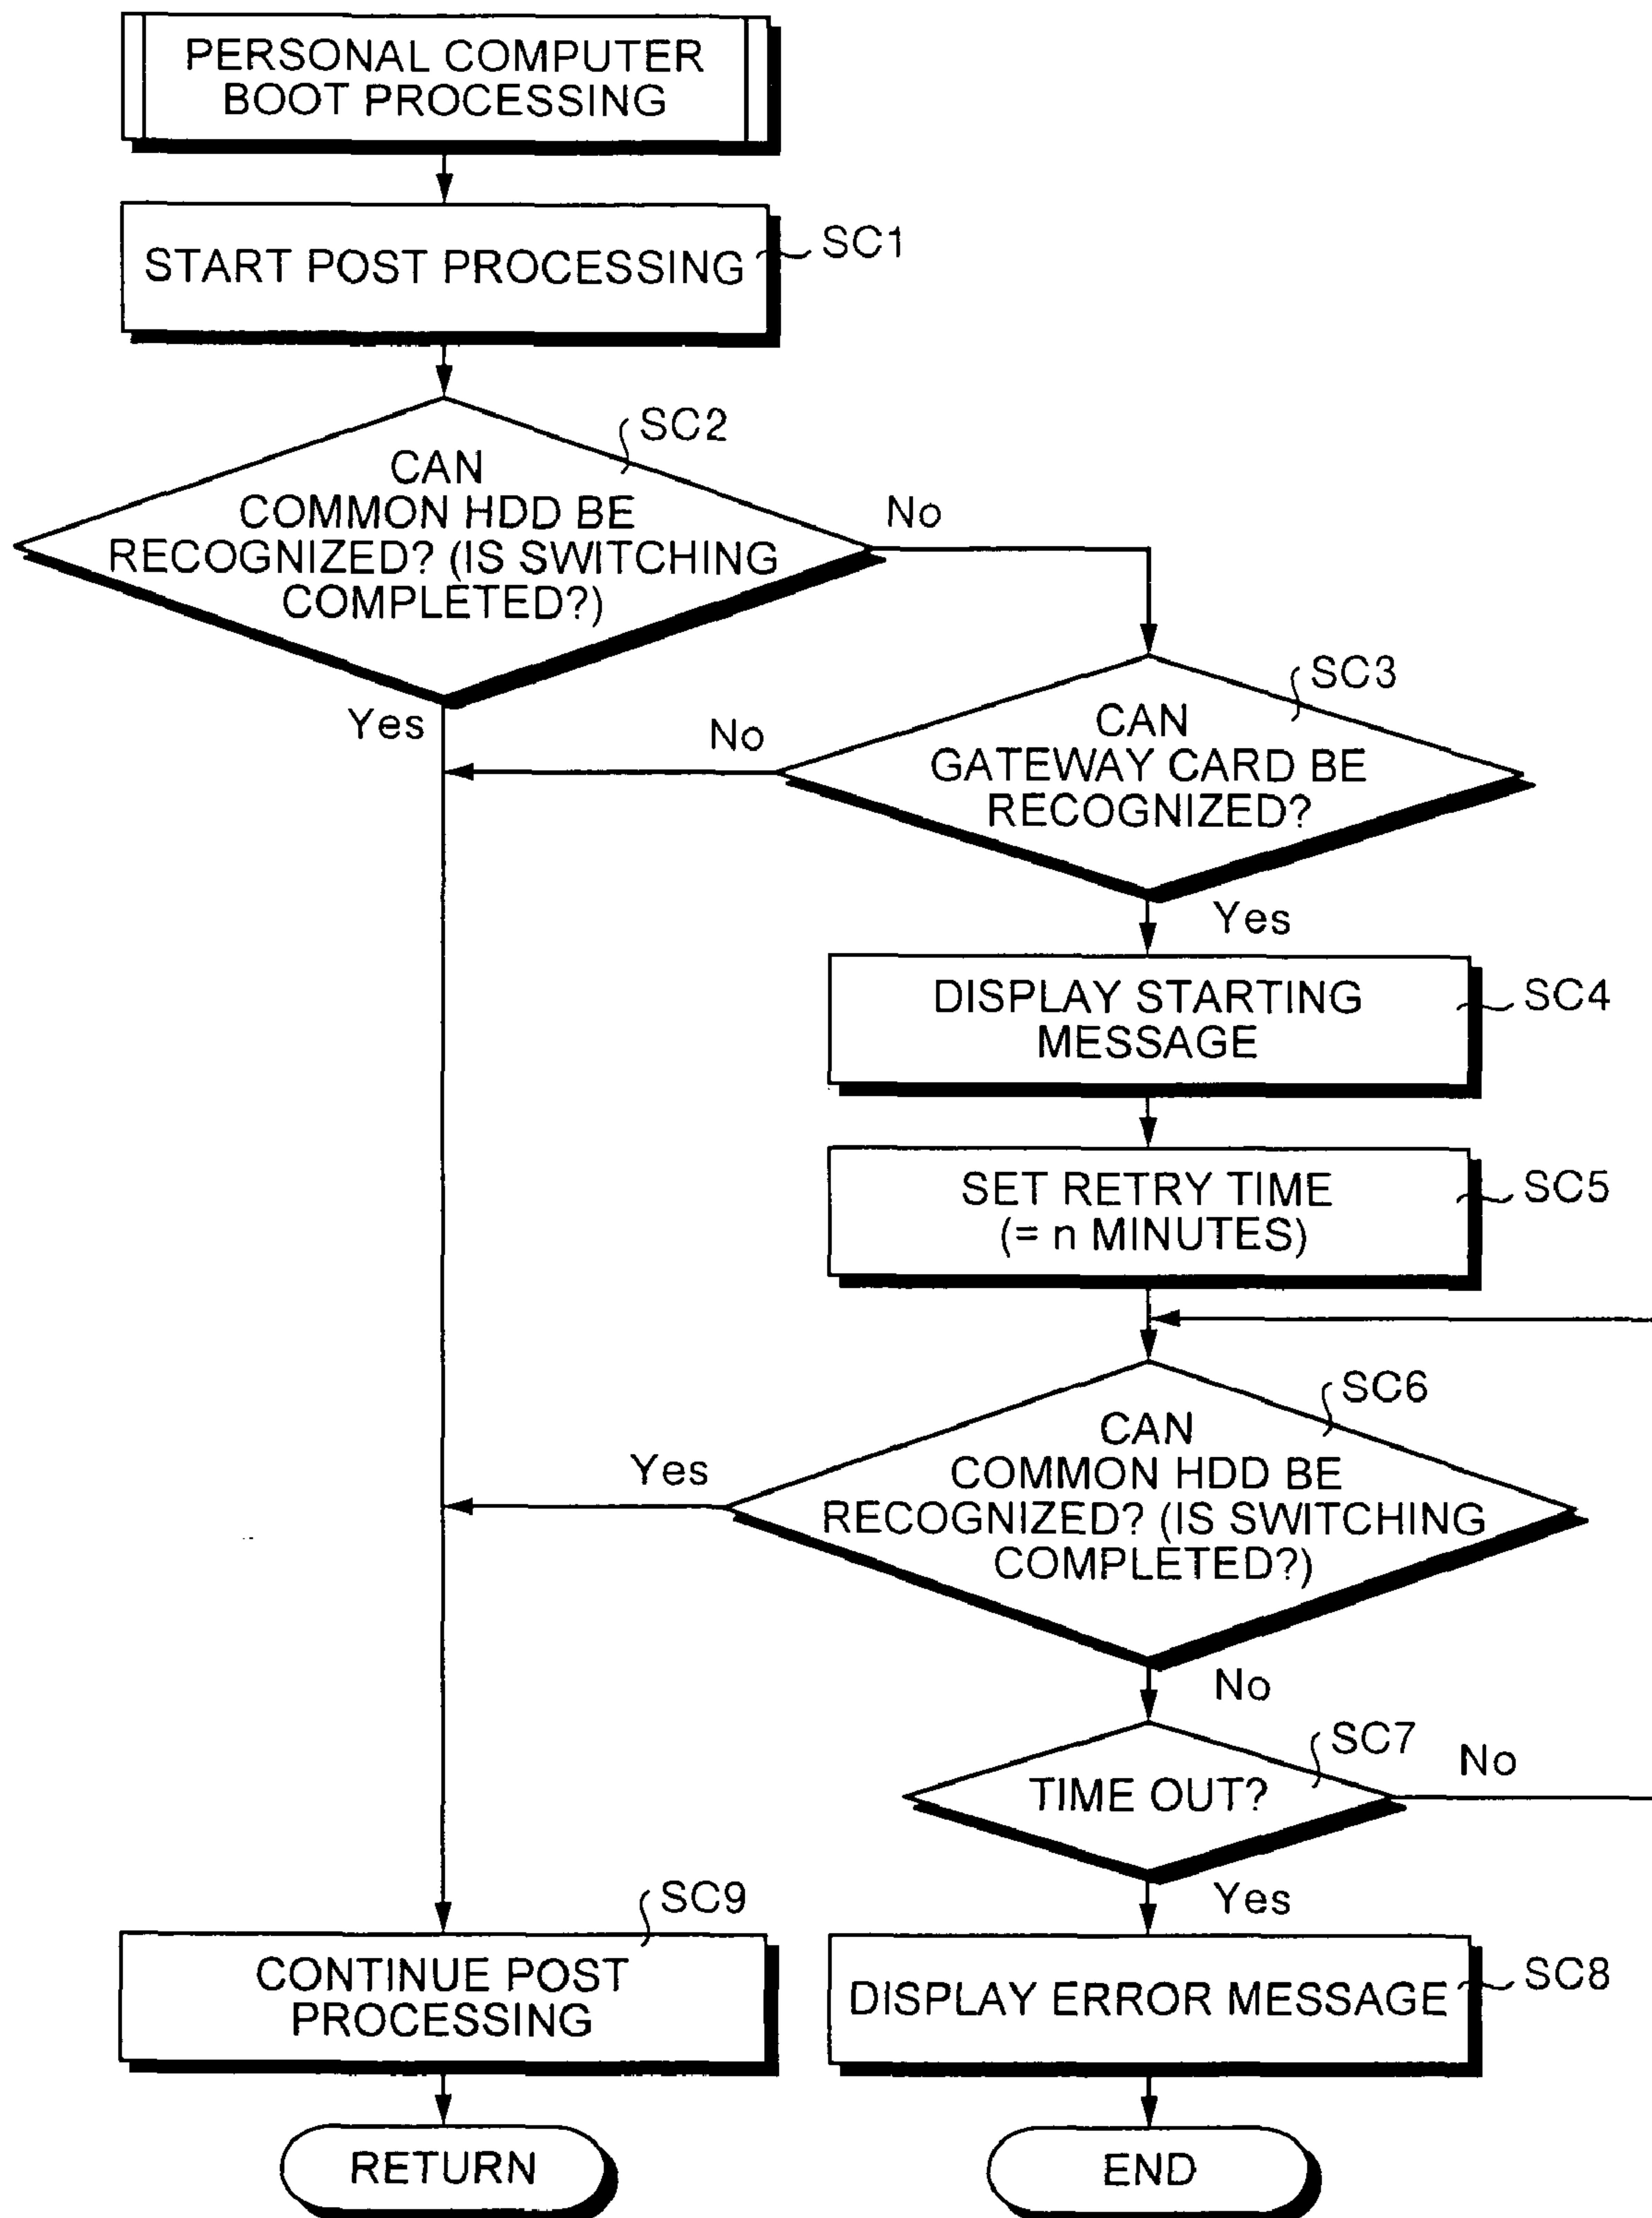 PERSONAL COMPUTER
BOOT PROCESSING
START POST PROCESSING
SC1
SC2
CAN
COMMON HDD BE
RECOGNIZED? (IS SWITCHING
COMPLETED?)
No
Yes
SC3
No
CAN
GATEWAY CARD BE
RECOGNIZED?
Yes
DISPLAY STARTING
MESSAGE
SC4
SET RETRY TIME
(= n MINUTES)
SC5
SC6
CAN
COMMON HDD BE
RECOGNIZED? (IS SWITCHING
COMPLETED?)
Yes
No
SC7
TIME OUT?
No
Yes
SC9
CONTINUE POST
PROCESSING
DISPLAY ERROR MESSAGE
SC8
RETURN
END